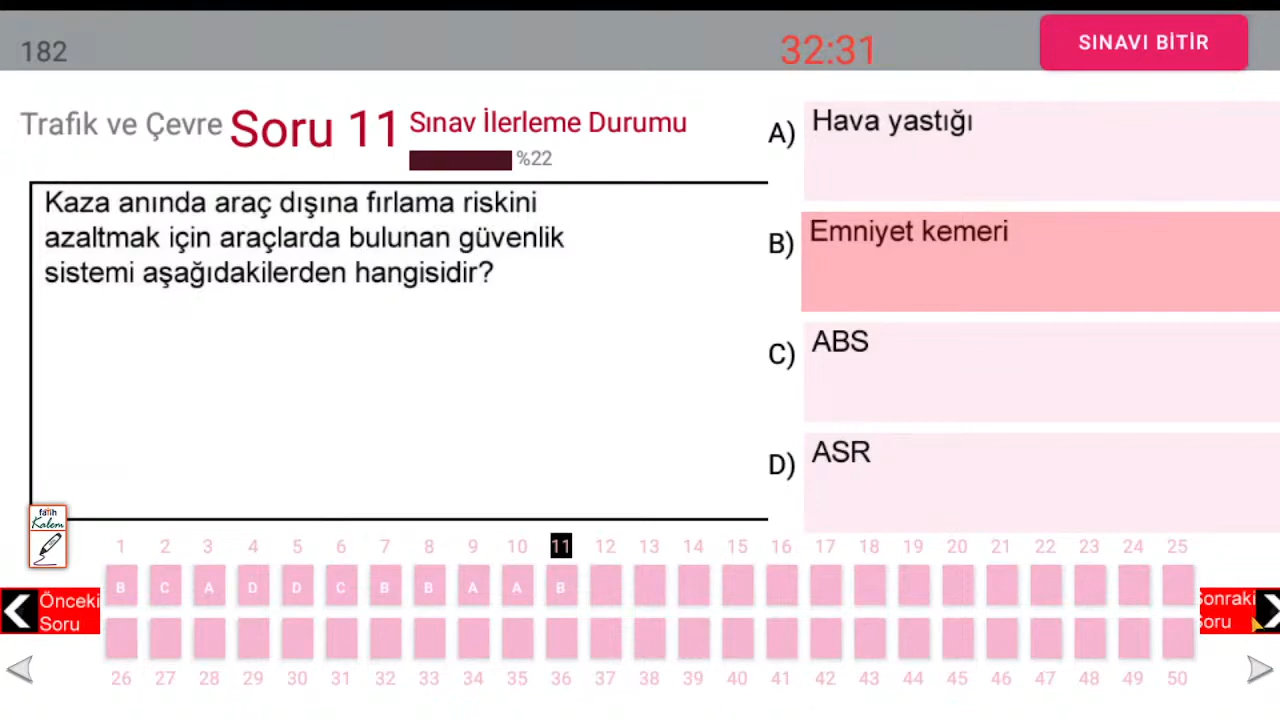 182
32:31
SINAVI BİTİR
Trafik ve Çevre
Soru 11
Sınav İlerleme Durumu
%22
Kaza anında araç dışına fırlama riskini
azaltmak için araçlarda bulunan güvenlik
sistemi aşağıdakilerden hangisidir?
A) Hava yastığı
B) Emniyet kemeri
C) ABS
D) ASR
fatih
Kalem
1 2 3 4 5 6 7 8 9 10 11 12 13 14 15 16 17 18 19 20 21 22 23 24 25
B C A D D C B B A A B
Önceki
Soru
Sonraki
Soru
26 27 28 29 30 31 32 33 34 35 36 37 38 39 40 41 42 43 44 45 46 47 48 49 50